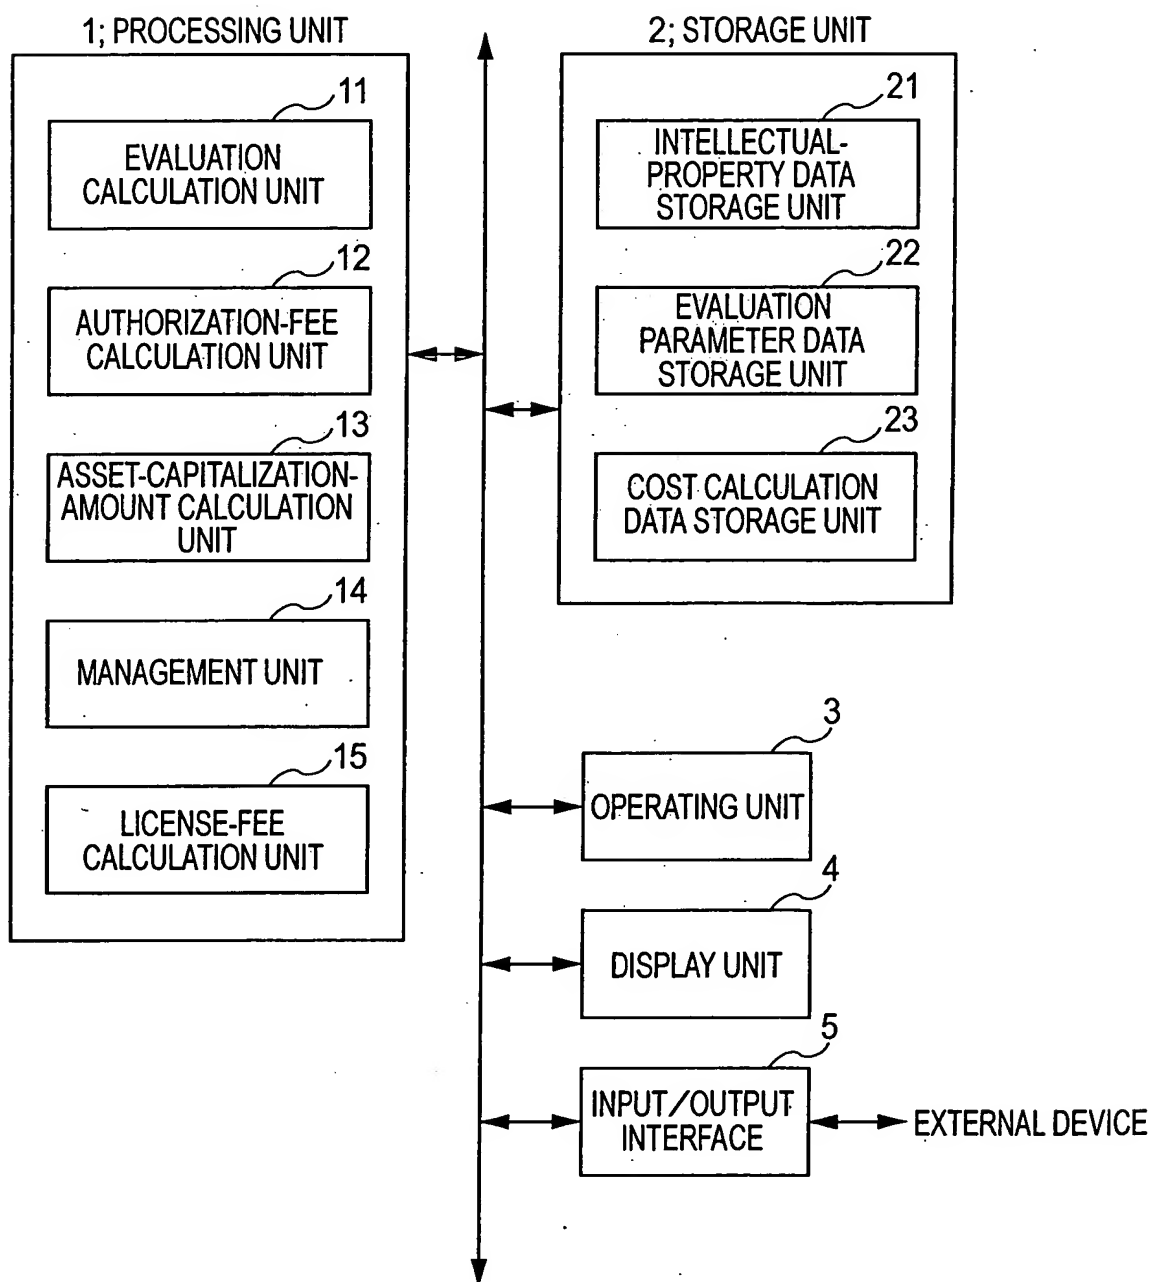 1; PROCESSING UNIT
11
EVALUATION
CALCULATION UNIT
12
AUTHORIZATION-FEE
CALCULATION UNIT
13
ASSET-CAPITALIZATION-
AMOUNT CALCULATION
UNIT
14
MANAGEMENT UNIT
15
LICENSE-FEE
CALCULATION UNIT
2; STORAGE UNIT
21
INTELLECTUAL-
PROPERTY DATA
STORAGE UNIT
22
EVALUATION
PARAMETER DATA
STORAGE UNIT
23
COST CALCULATION
DATA STORAGE UNIT
3
OPERATING UNIT
4
DISPLAY UNIT
5
INPUT/OUTPUT
INTERFACE
EXTERNAL DEVICE